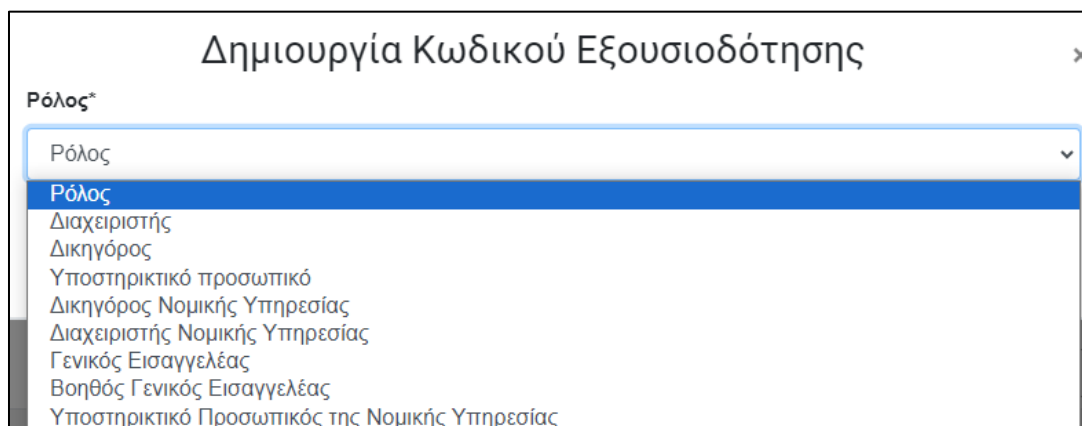 Δημιουργία Κωδικού Εξουσιοδότησης ×
Ρόλος*
Ρόλος
Ρόλος
Διαχειριστής
Δικηγόρος
Υποστηρικτικό προσωπικό
Δικηγόρος Νομικής Υπηρεσίας
Διαχειριστής Νομικής Υπηρεσίας
Γενικός Εισαγγελέας
Βοηθός Γενικός Εισαγγελέας
Υποστηρικτικό Προσωπικός της Νομικής Υπηρεσίας